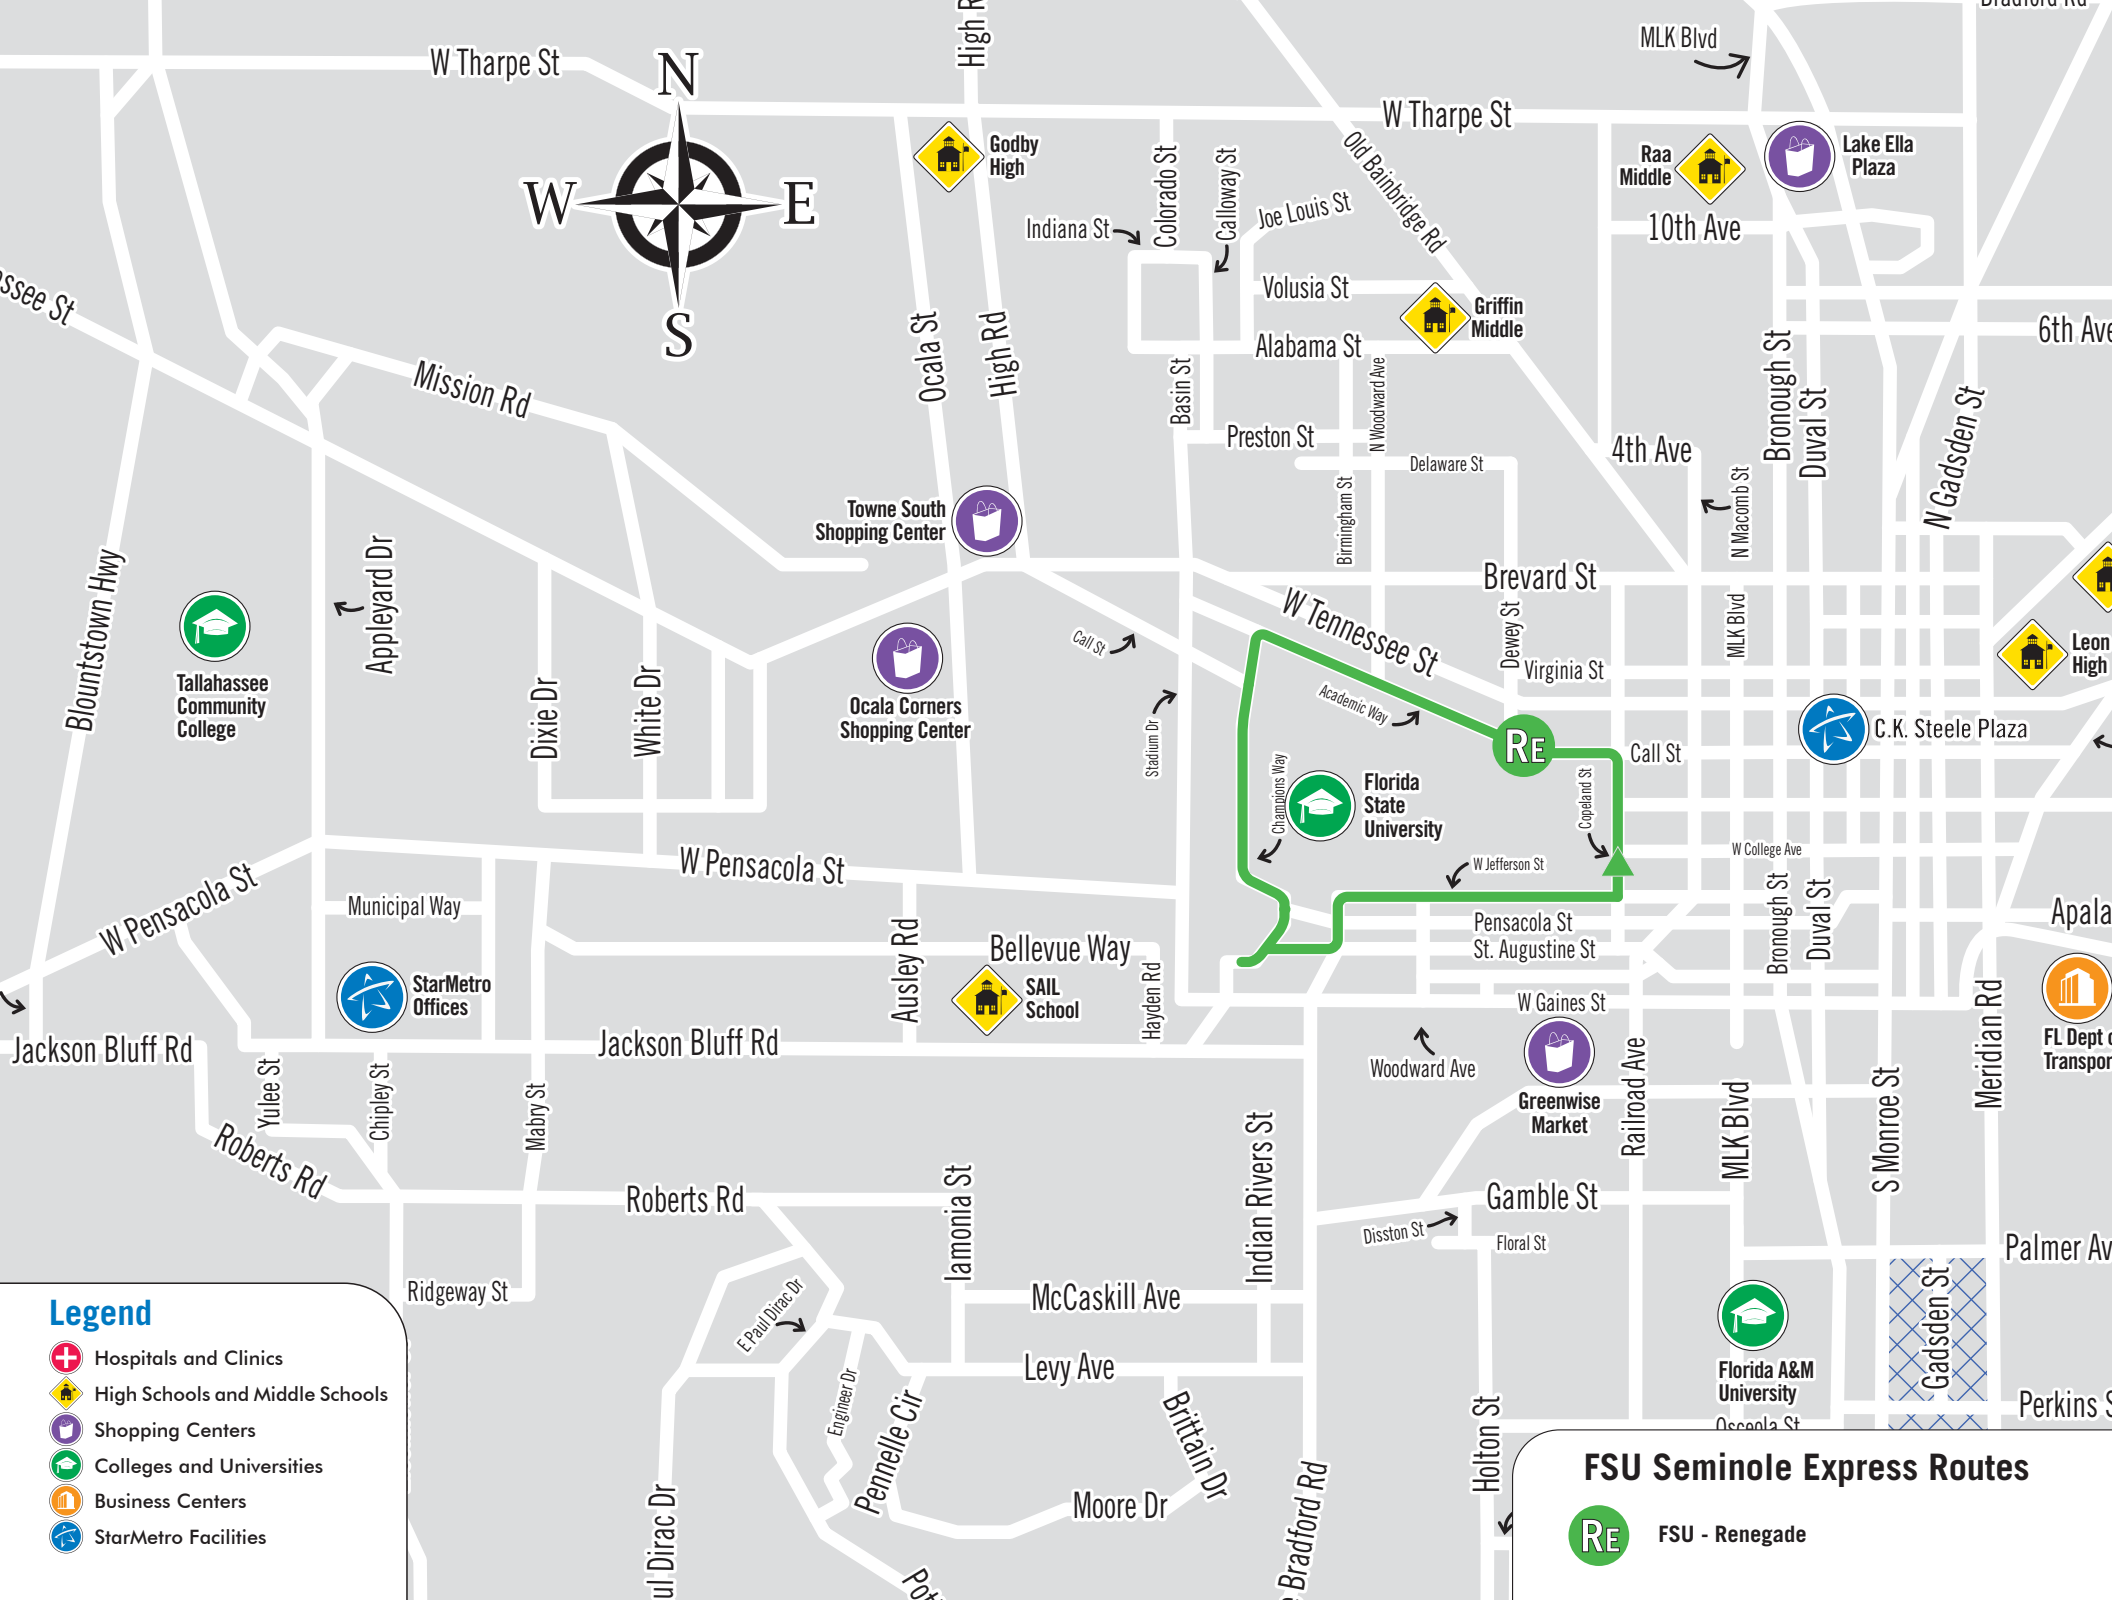 Bradford Rd
MLK Blvd
High R
W Tharpe St
N
W Tharpe St
Godby
High
Raa
Middle
Lake Ella
Plaza
Colorado St
Calloway St
Old Bainbridge Rd
W
E
Joe Louis St
Indiana St
10th Ave
ssee St
Volusia St
Griffin
Middle
S
6th Ave
Ocala St
High Rd
Alabama St
Bronough St
Duval St
Mission Rd
Basin St
N Woodward Ave
N Gadsden St
Preston St
4th Ave
Delaware St
N Macomb St
Towne South
Shopping Center
Birmingham St
Blountstown Hwy
Appleyard Dr
Brevard St
W Tennessee St
Dewey St
MLK Blvd
Call St
Virginia St
Leon
High
Tallahassee
Community
College
Dixie Dr
White Dr
Ocala Corners
Shopping Center
Academic Way
Stadium Dr
RE
C.K. Steele Plaza
Call St
Champions Way
Florida
State
University
Copeland St
W Pensacola St
W Jefferson St
W College Ave
W Pensacola St
Municipal Way
Ausley Rd
Bellevue Way
Pensacola St
St. Augustine St
Bronough St
Duval St
Apala
StarMetro
Offices
SAIL
School
Hayden Rd
W Gaines St
Meridian Rd
Jackson Bluff Rd
Jackson Bluff Rd
Woodward Ave
FL Dept o
Transpor
Yulee St
Chipley St
Mabry St
Greenwise
Market
Railroad Ave
MLK Blvd
S Monroe St
Roberts Rd
Roberts Rd
Iamonia St
Indian Rivers St
Gamble St
Disston St
Floral St
Palmer Av
Ridgeway St
E Paul Dirac Dr
McCaskill Ave
Gadsden St
Levy Ave
Engineer Dr
Pennelle Cir
Brittain Dr
Florida A&M
University
Perkins S
Osceola St
Holton St
Moore Dr
ul Dirac Dr
Bradford Rd
Pot
Legend
Hospitals and Clinics
High Schools and Middle Schools
Shopping Centers
Colleges and Universities
Business Centers
StarMetro Facilities
FSU Seminole Express Routes
RE
FSU - Renegade